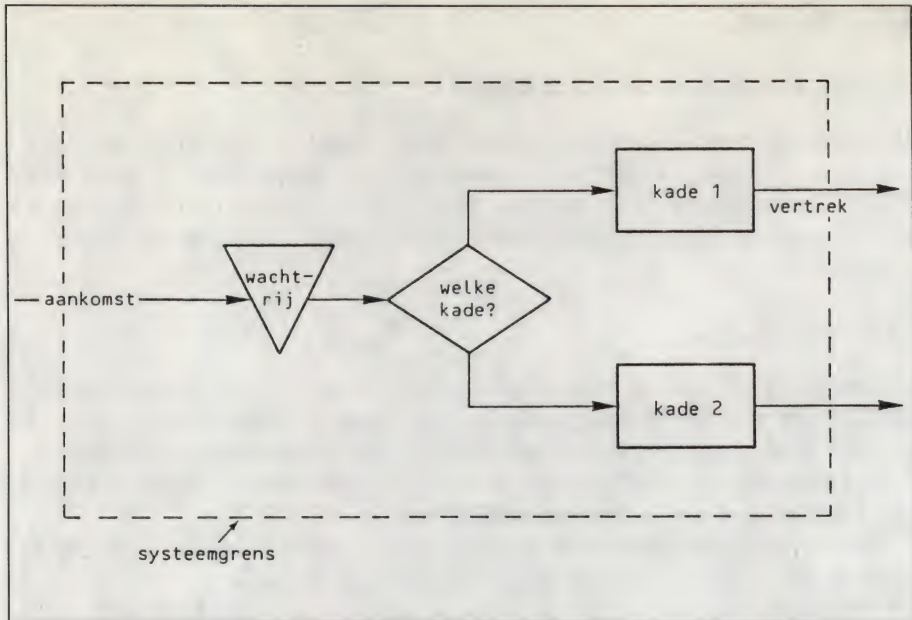 kade 1
vertrek
wacht-
rij
aankomst
welke
kade?
kade 2
systeemgrens